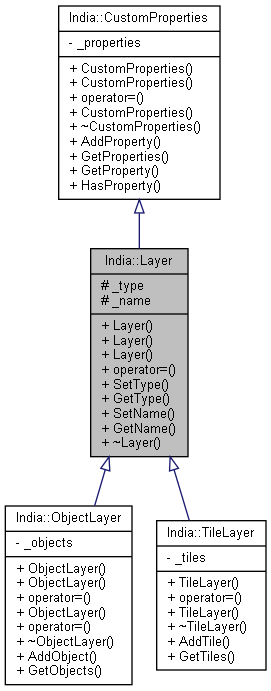 India::CustomProperties
- _properties
+ CustomProperties()
+ CustomProperties()
+ operator=()
+ CustomProperties()
+ ~CustomProperties()
+ AddProperty()
+ GetProperties()
+ GetProperty()
+ HasProperty()
India::Layer
# _type
# _name
+ Layer()
+ Layer()
+ Layer()
+ operator=()
+ SetType()
+ GetType()
+ SetName()
+ GetName()
+ ~Layer()
India::ObjectLayer
- _objects
+ ObjectLayer()
+ ObjectLayer()
+ operator=()
+ ObjectLayer()
+ operator=()
+ ~ObjectLayer()
+ AddObject()
+ GetObjects()
India::TileLayer
- _tiles
+ TileLayer()
+ operator=()
+ TileLayer()
+ ~TileLayer()
+ AddTile()
+ GetTiles()